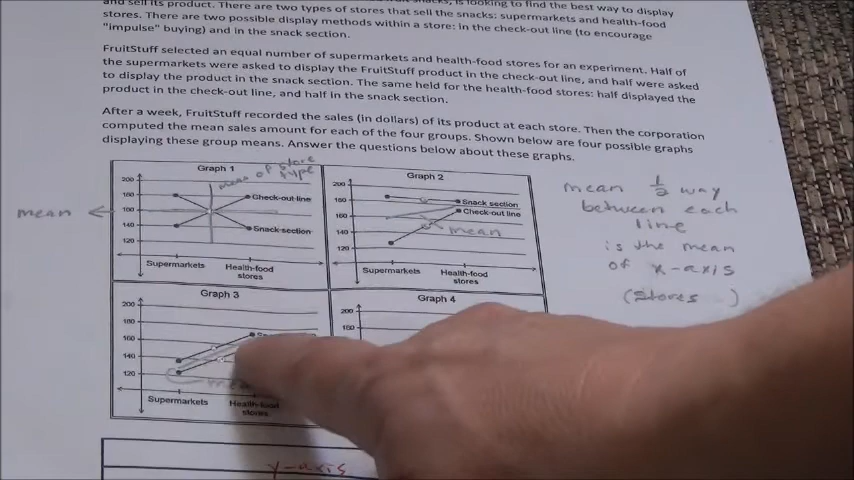 and sell its product. There are two types of stores that sell the snacks: supermarkets and health-food
stores. There are two possible display methods within a store: in the check-out line (to encourage
"impulse" buying) and in the snack section.
FruitStuff selected an equal number of supermarkets and health-food stores for an experiment. Half of
the supermarkets were asked to display the FruitStuff product in the check-out line, and half were asked
to display the product in the snack section. The same held for the health-food stores: half displayed the
product in the check-out line, and half in the snack section.
After a week, FruitStuff recorded the sales (in dollars) of its product at each store. Then the corporation
computed the mean sales amount for each of the four groups. Shown below are four possible graphs
displaying these group means. Answer the questions below about these graphs.
Graph 1
mean of store
type
200
180
160
140
120
Check-out line
Snack section
Supermarkets
Health-food
stores
mean
Graph 2
200
180
160
140
120
Snack section
Check-out line
mean
Supermarkets
Health-food
stores
mean 1/2 way
between each
line
is the mean
of x-axis
(stores )
Graph 3
200
180
160
140
120
Supermarkets
Health-food
stores
Graph 4
200
160
y-axis